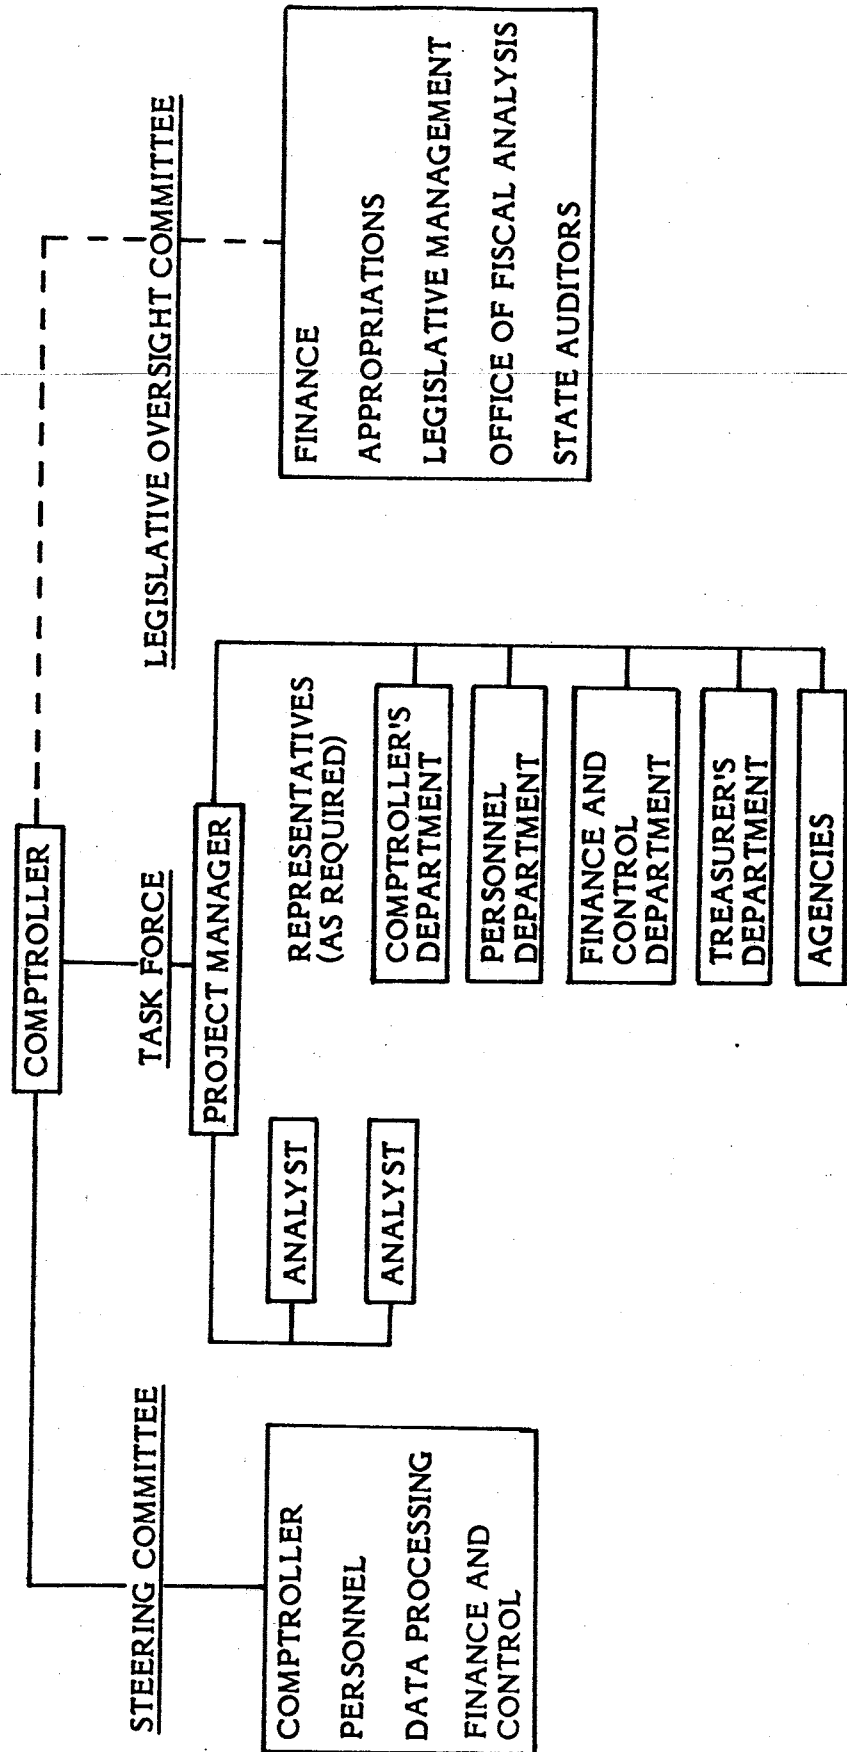 COMPTROLLER
STEERING COMMITTEE
COMPTROLLER
PERSONNEL
DATA PROCESSING
FINANCE AND
CONTROL
TASK FORCE
PROJECT MANAGER
ANALYST
ANALYST
REPRESENTATIVES
(AS REQUIRED)
COMPTROLLER'S
DEPARTMENT
PERSONNEL
DEPARTMENT
FINANCE AND
CONTROL
DEPARTMENT
TREASURER'S
DEPARTMENT
AGENCIES
LEGISLATIVE OVERSIGHT COMMITTEE
FINANCE
APPROPRIATIONS
LEGISLATIVE MANAGEMENT
OFFICE OF FISCAL ANALYSIS
STATE AUDITORS